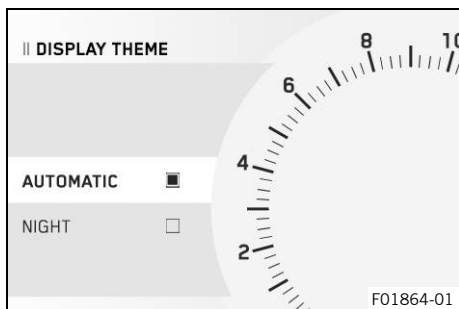 || DISPLAY THEME
AUTOMATIC
NIGHT
2
4
6
8
10
F01864-01